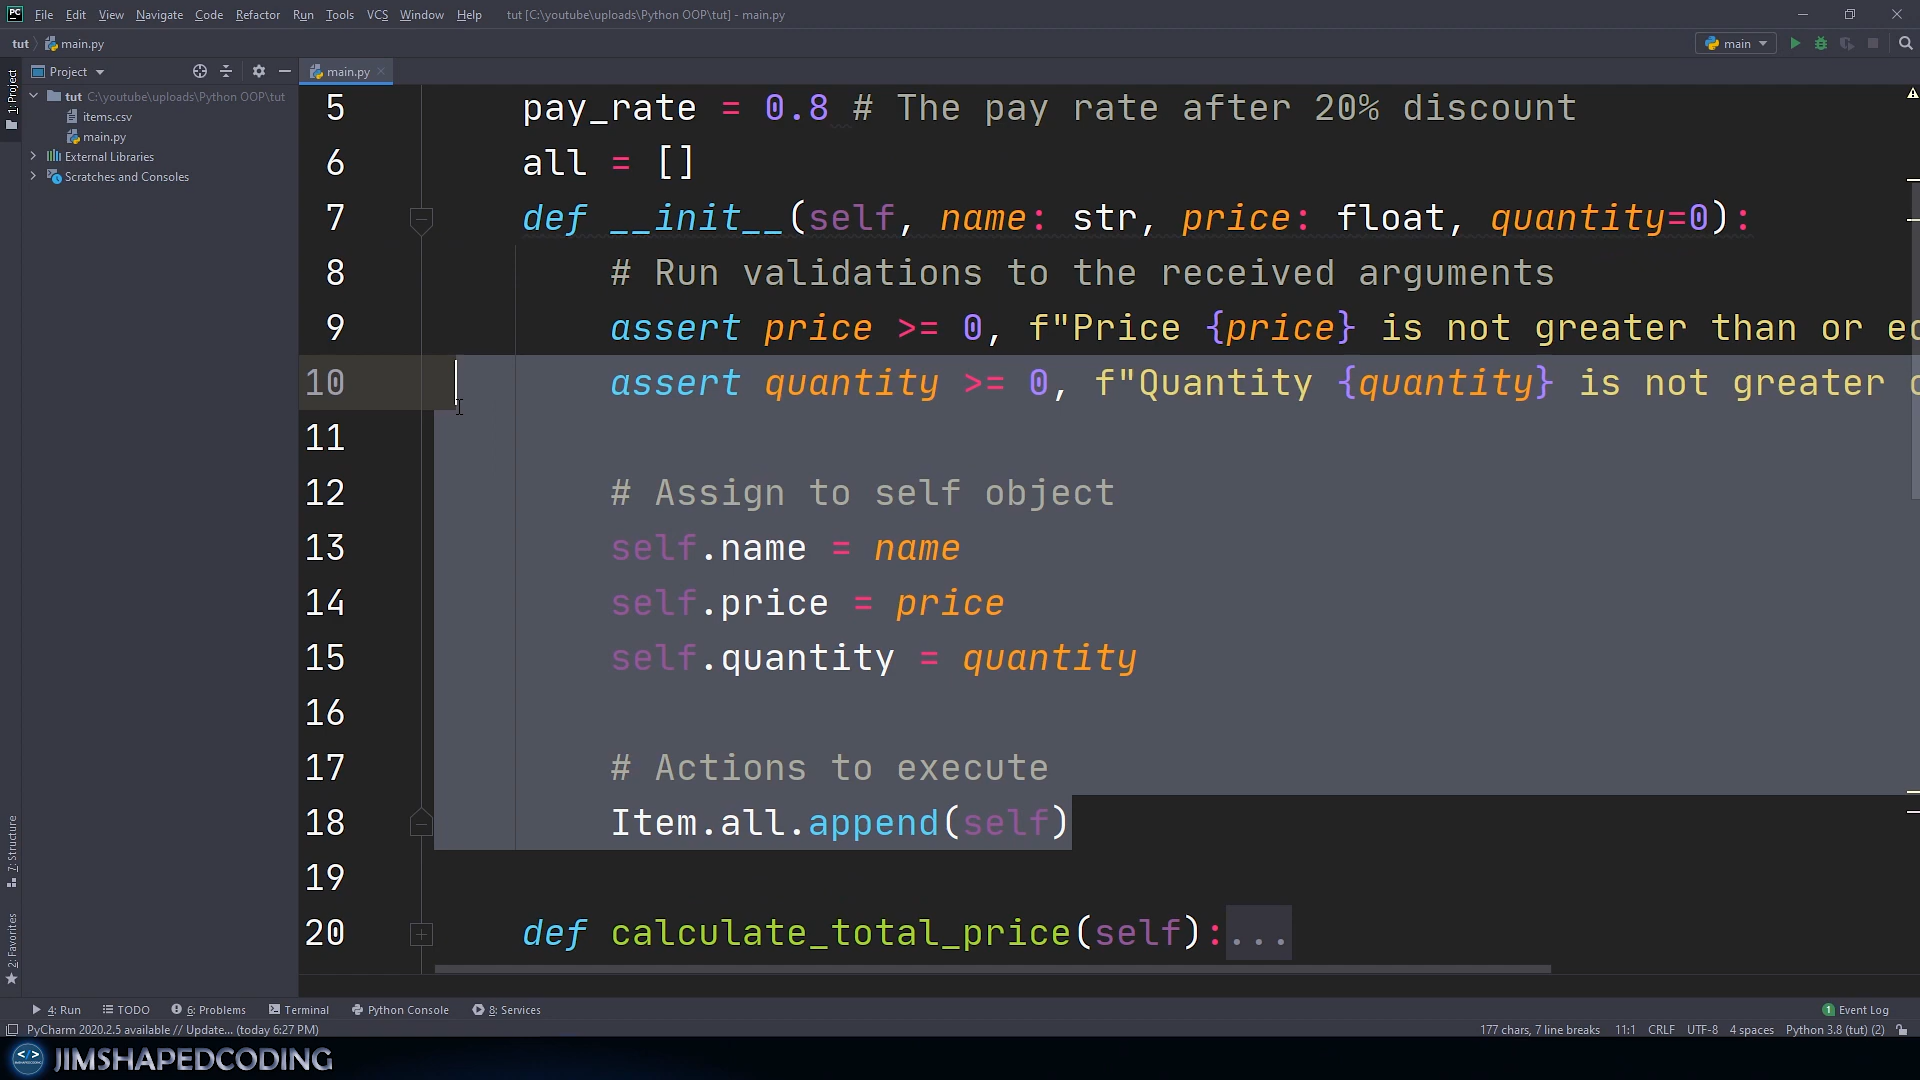 File Edit View Navigate Code Refactor Run Tools VCS Window Help tut [C:\youtube\uploads\Python OOP\tut] - main.py
tut main.py main
1: Project
Project
main.py
tut C:\youtube\uploads\Python OOP\tut
items.csv
main.py
External Libraries
Scratches and Consoles
5 pay_rate = 0.8 # The pay rate after 20% discount
6 all = []
7 def __init__(self, name: str, price: float, quantity=0):
8 # Run validations to the received arguments
9 assert price >= 0, f"Price {price} is not greater than or
10 assert quantity >= 0, f"Quantity {quantity} is not greater
11
12 # Assign to self object
13 self.name = name
14 self.price = price
15 self.quantity = quantity
16
17 # Actions to execute
18 Item.all.append(self)
19
20 def calculate_total_price(self):...
7: Structure
2: Favorites
4: Run TODO 6: Problems Terminal Python Console 8: Services 1 Event Log
PyCharm 2020.2.5 available // Update... (today 6:27 PM) 177 chars, 7 line breaks 11:1 CRLF UTF-8 4 spaces Python 3.8 (tut) (2)
JIMSHAPEDCODING